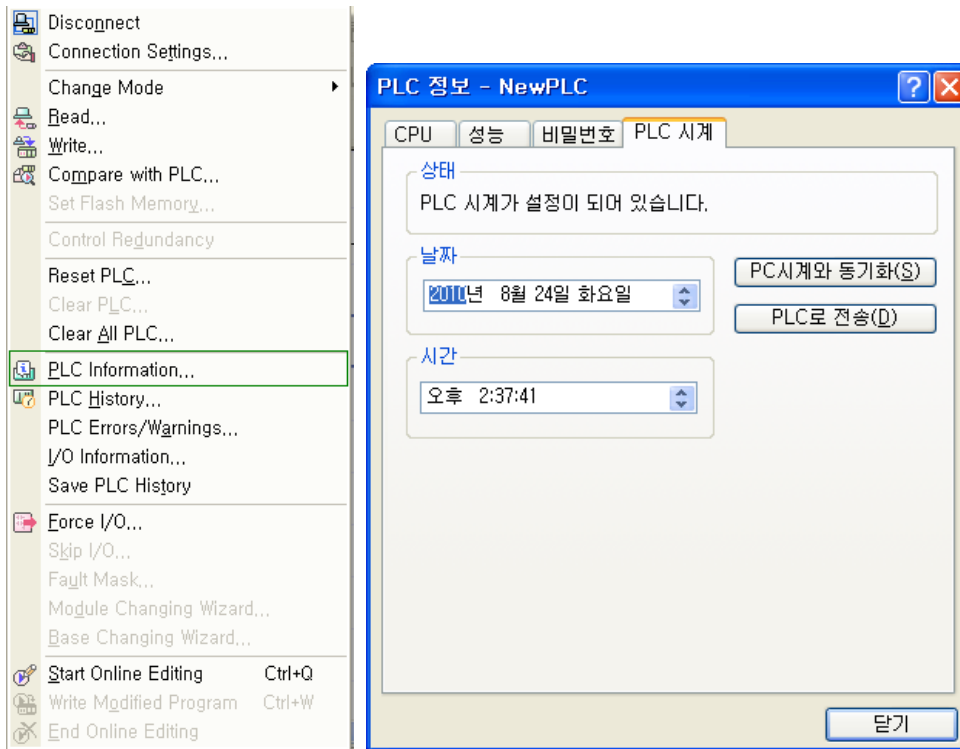 Disconnect
Connection Settings...
Change Mode
Read...
Write...
Compare with PLC...
Set Flash Memory...
Control Redundancy
Reset PLC...
Clear PLC...
Clear All PLC...
PLC Information...
PLC History...
PLC Errors/Warnings...
I/O Information...
Save PLC History
Force I/O...
Skip I/O...
Fault Mask...
Module Changing Wizard...
Base Changing Wizard...
Start Online Editing Ctrl+Q
Write Modified Program Ctrl+W
End Online Editing
PLC 정보 - NewPLC
CPU 성능 비밀번호 PLC 시계
상태
PLC 시계가 설정이 되어 있습니다.
날짜
2010년 8월 24일 화요일
PC시계와 동기화(S)
PLC로 전송(D)
시간
오후 2:37:41
닫기